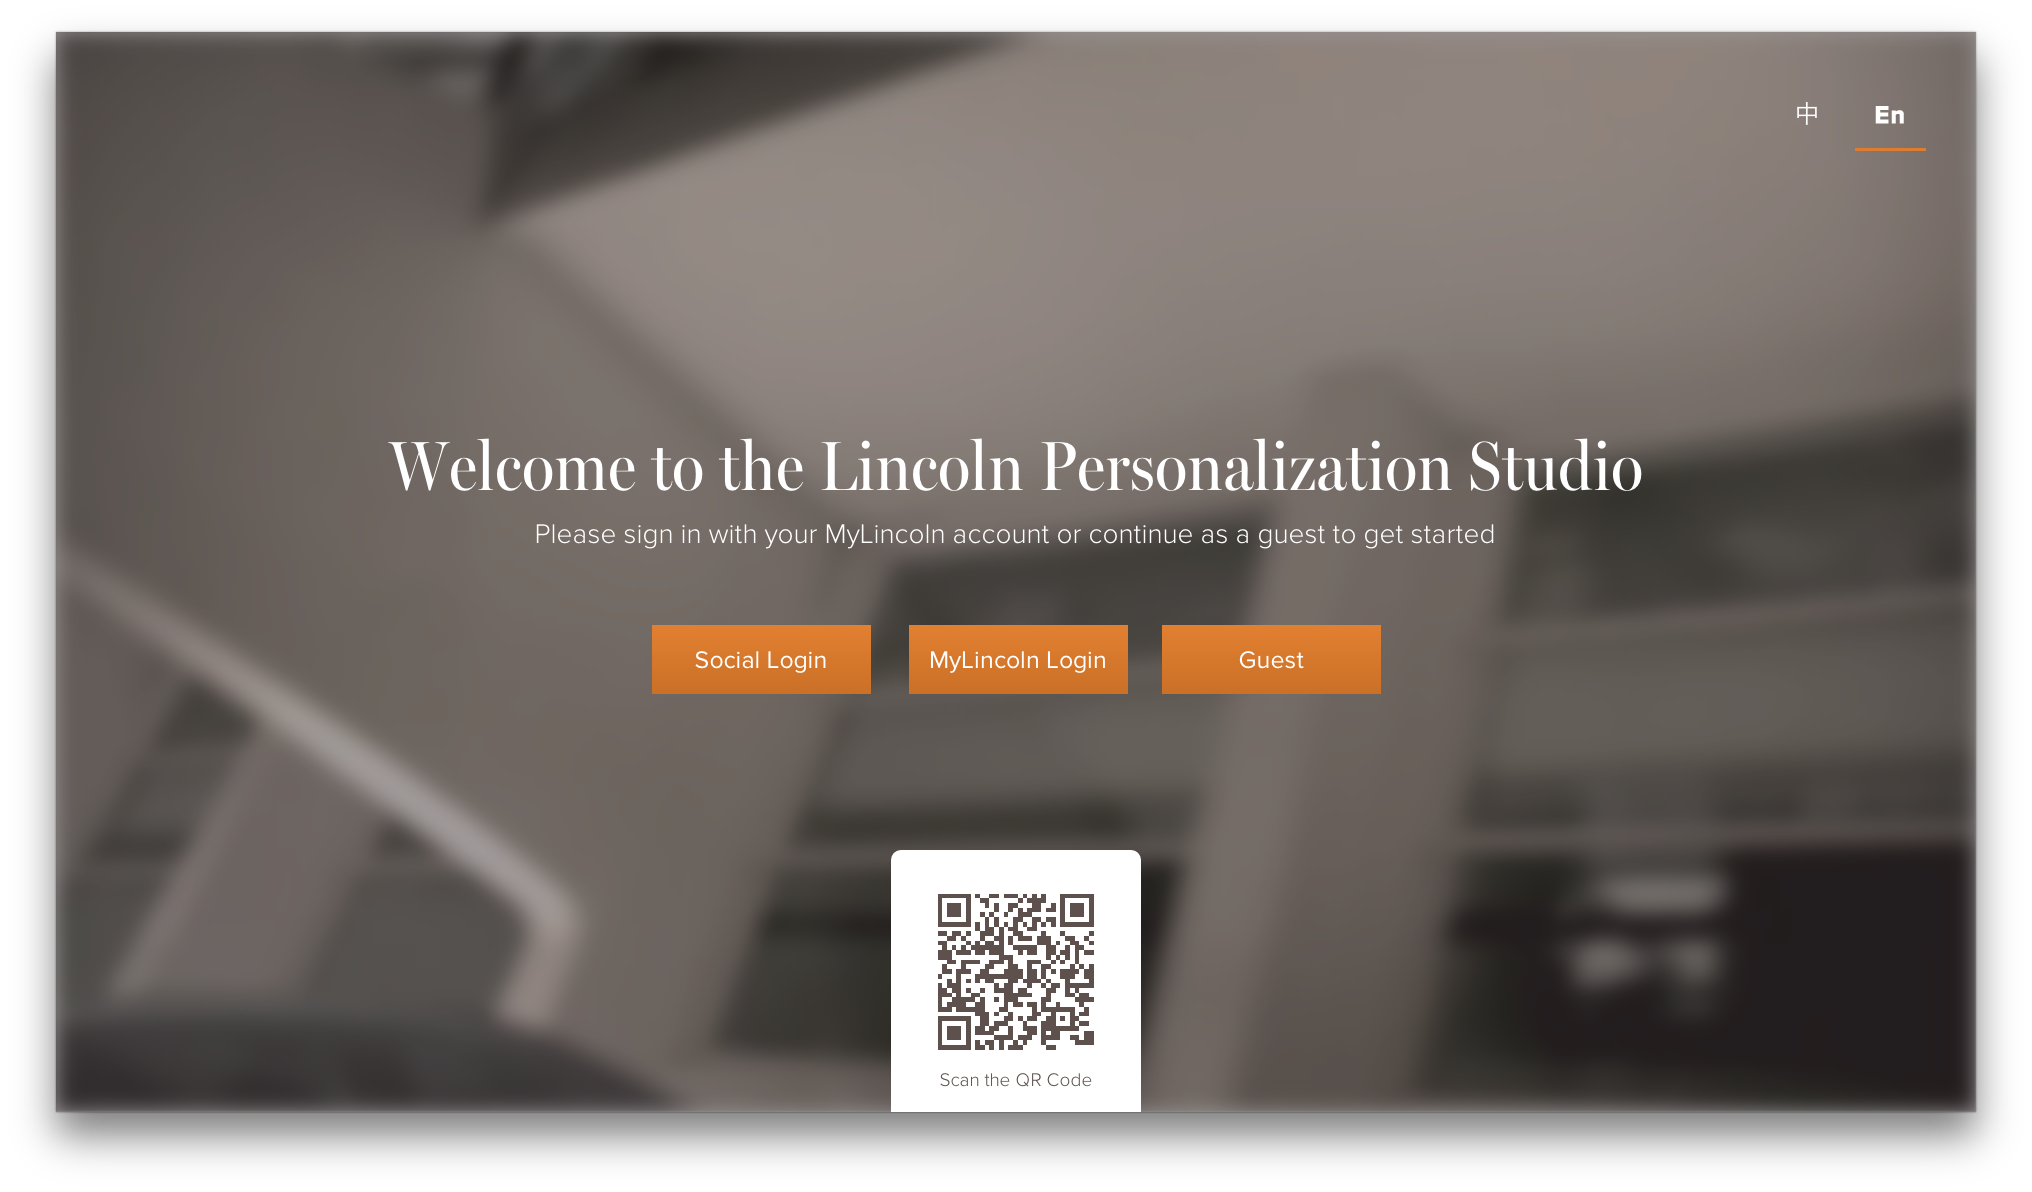 中 En
Welcome to the Lincoln Personalization Studio
Please sign in with your MyLincoln account or continue as a guest to get started
Social Login MyLincoln Login Guest
Scan the QR Code